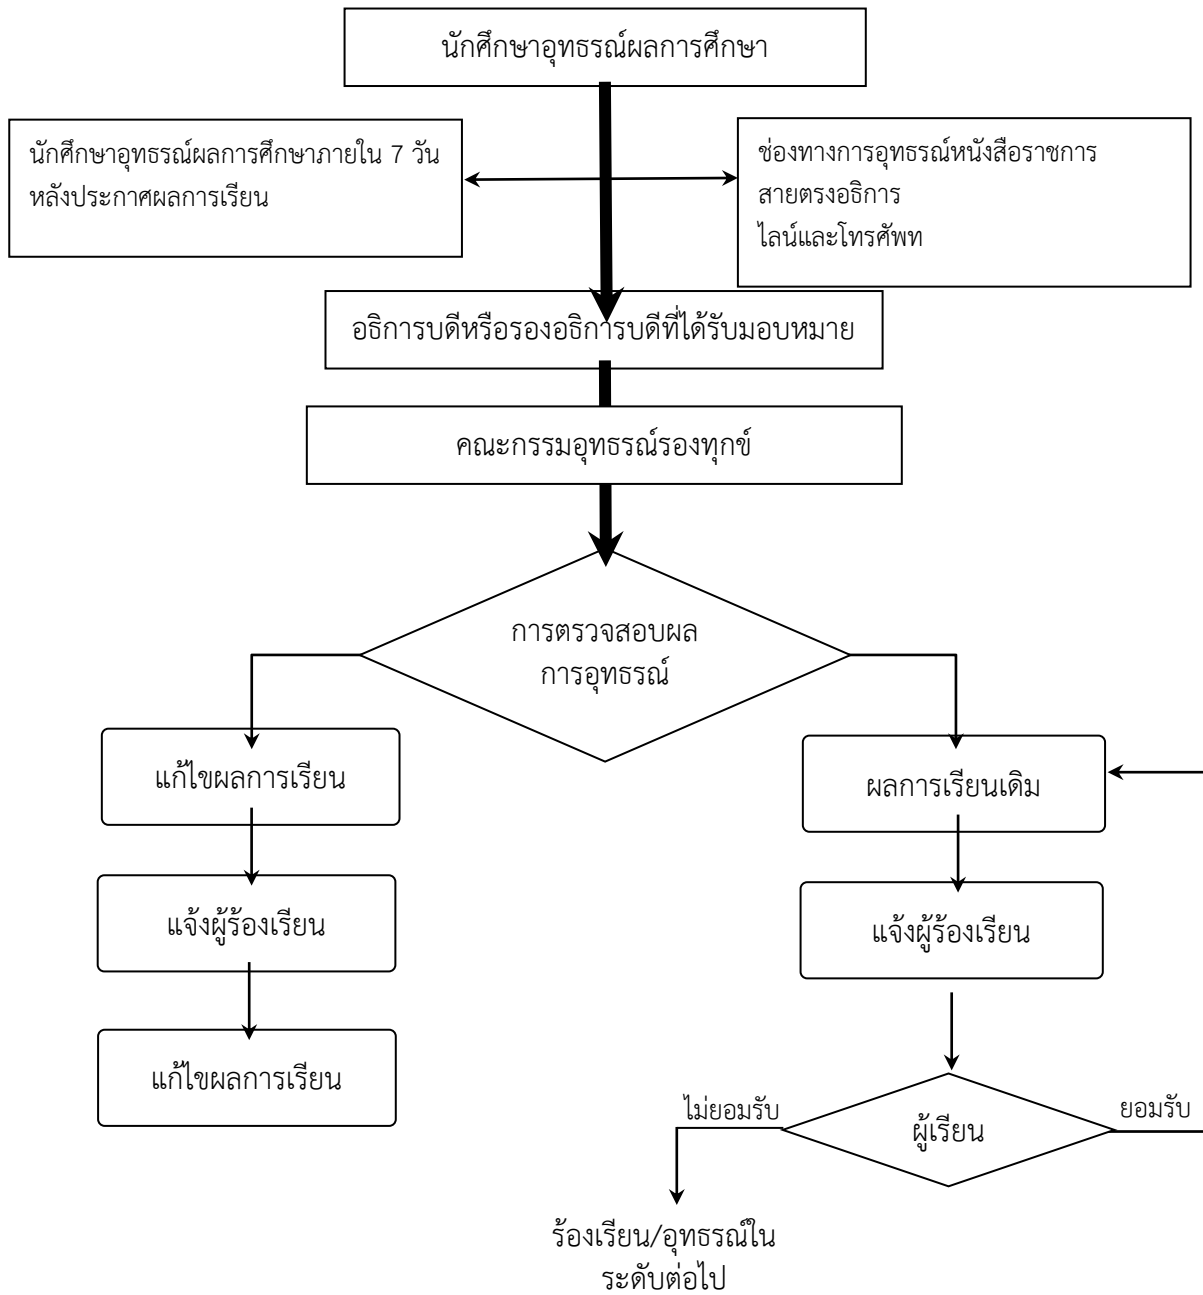 นักศึกษาอุทธรณ์ผลการศึกษา
นักศึกษาอุทธรณ์ผลการศึกษาภายใน 7 วัน
หลังประกาศผลการเรียน
ช่องทางการอุทธรณ์หนังสือราชการ
สายตรงอธิการ
ไลน์และโทรศัพท
อธิการบดีหรือรองอธิการบดีที่ได้รับมอบหมาย
คณะกรรมอุทธรณ์รองทุกข์
การตรวจสอบผล
การอุทธรณ์
แก้ไขผลการเรียน
ผลการเรียนเดิม
แจ้งผู้ร้องเรียน
แจ้งผู้ร้องเรียน
แก้ไขผลการเรียน
ไม่ยอมรับ
ผู้เรียน
ยอมรับ
ร้องเรียน/อุทธรณ์ใน
ระดับต่อไป